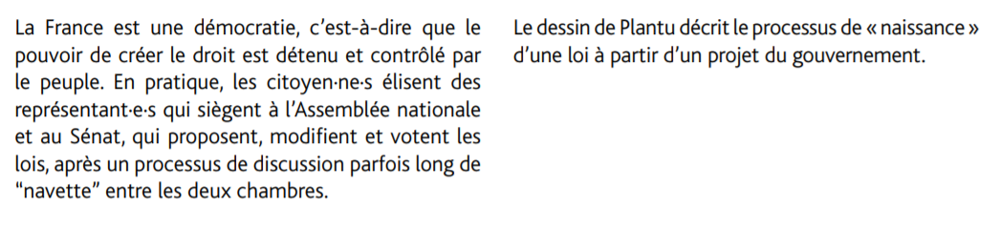 La France est une démocratie, c’est-à-dire que le
pouvoir de créer le droit est détenu et contrôlé par
le peuple. En pratique, les citoyen·ne·s élisent des
représentant·e·s qui siègent à l’Assemblée nationale
et au Sénat, qui proposent, modifient et votent les
lois, après un processus de discussion parfois long de
“navette” entre les deux chambres.
Le dessin de Plantu décrit le processus de « naissance »
d’une loi à partir d’un projet du gouvernement.